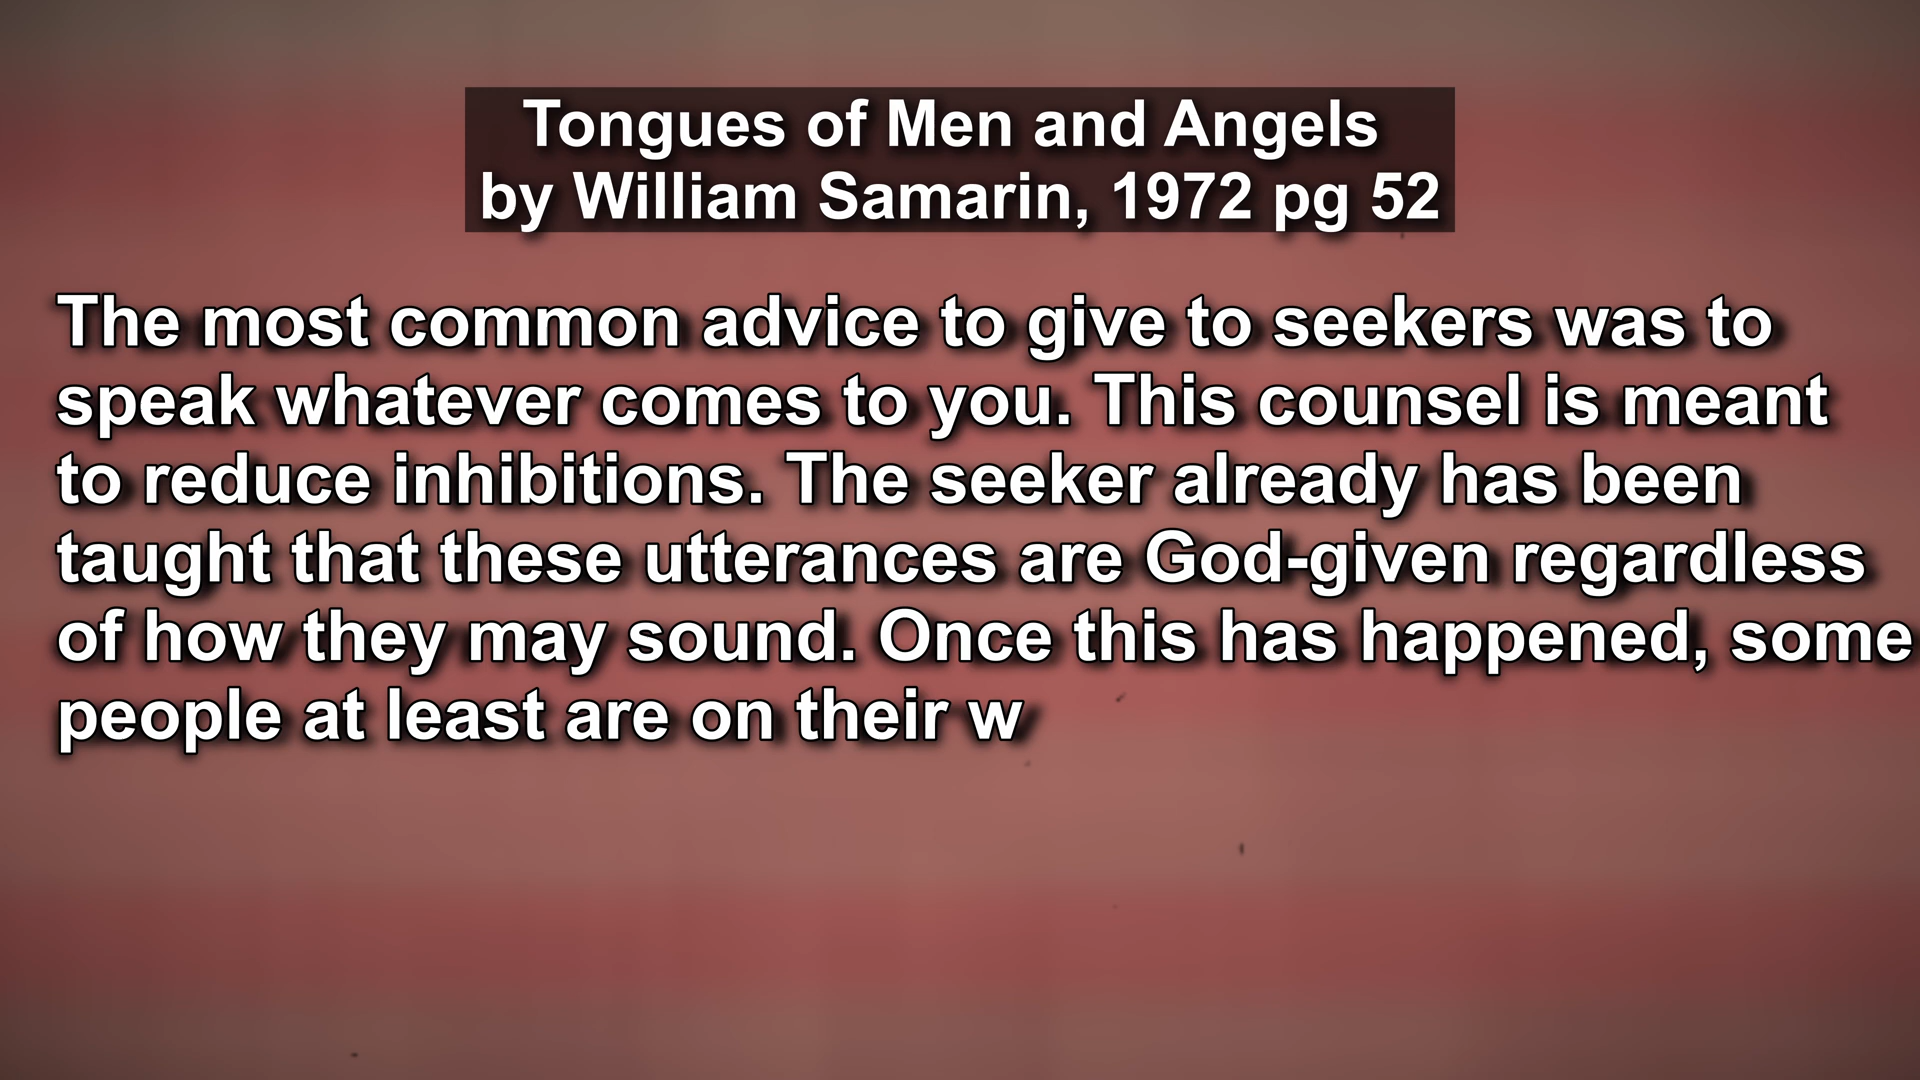 Tongues of Men and Angels
by William Samarin, 1972 pg 52
The most common advice to give to seekers was to
speak whatever comes to you. This counsel is meant
to reduce inhibitions. The seeker already has been
taught that these utterances are God-given regardless
of how they may sound. Once this has happened, some
people at least are on their w